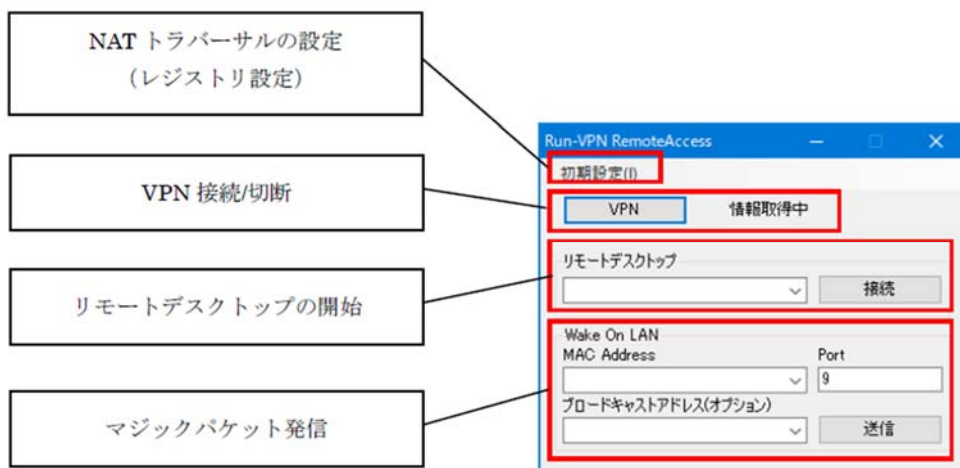 NAT トラバーサルの設定
（レジストリ設定）
VPN 接続/切断
リモートデスクトップの開始
マジックパケット発信
Run-VPN RemoteAccess
初期設定(I)
VPN 情報取得中
リモートデスクトップ
接続
Wake On LAN
MAC Address Port
9
ブロードキャストアドレス(オプション)
送信